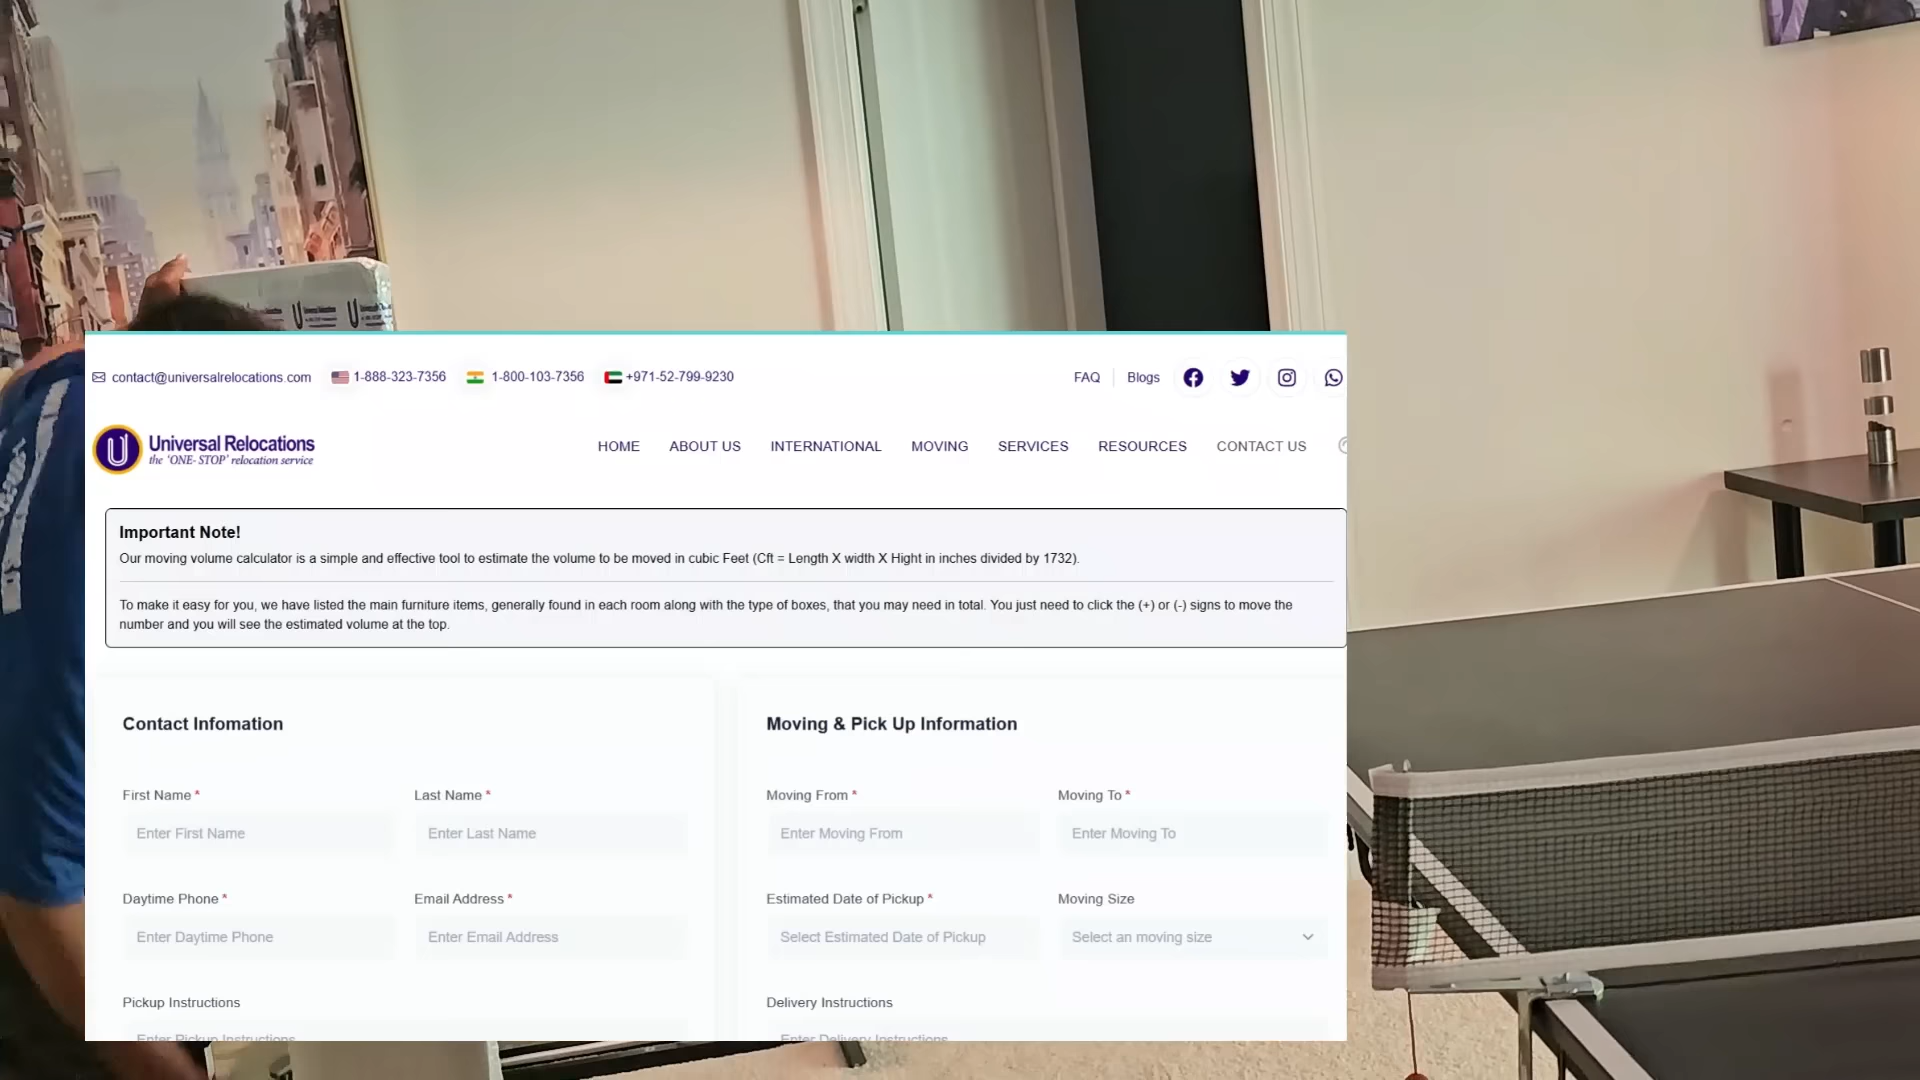 contact@universalrelocations.com 1-888-323-7356 1-800-103-7356 +971-52-799-9230 FAQ Blogs
Universal Relocations
the 'ONE- STOP' relocation service
HOME ABOUT US INTERNATIONAL MOVING SERVICES RESOURCES CONTACT US
Important Note!
Our moving volume calculator is a simple and effective tool to estimate the volume to be moved in cubic Feet (Cft = Length X width X Hight in inches divided by 1732).
To make it easy for you, we have listed the main furniture items, generally found in each room along with the type of boxes, that you may need in total. You just need to click the (+) or (-) signs to move the
number and you will see the estimated volume at the top.
Contact Infomation Moving & Pick Up Information
First Name * Last Name * Moving From * Moving To *
Enter First Name Enter Last Name Enter Moving From Enter Moving To
Daytime Phone * Email Address * Estimated Date of Pickup * Moving Size
Enter Daytime Phone Enter Email Address Select Estimated Date of Pickup Select an moving size
Pickup Instructions Delivery Instructions
Enter Pickup Instructions Enter Delivery Instructions